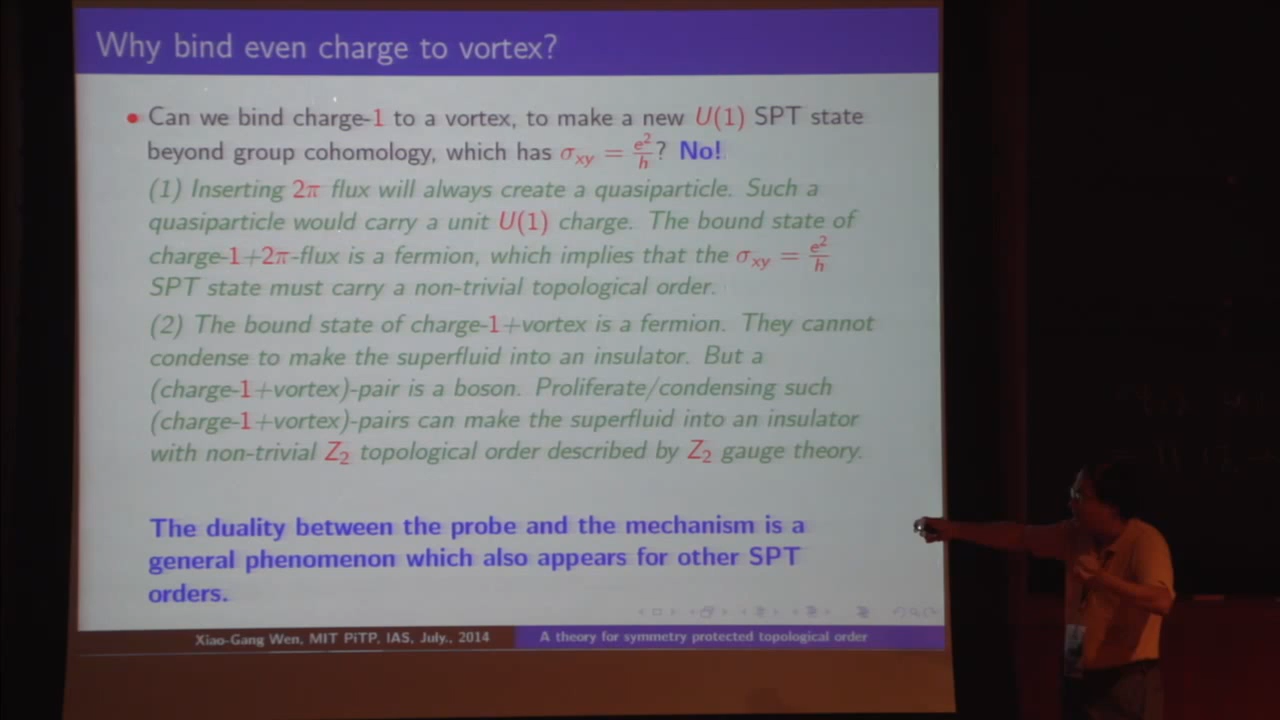 Why bind even charge to vortex?
• Can we bind charge-1 to a vortex, to make a new U(1) SPT state
beyond group cohomology, which has σxy = e²/h? No!
(1) Inserting 2π flux will always create a quasiparticle. Such a
quasiparticle would carry a unit U(1) charge. The bound state of
charge-1+2π-flux is a fermion, which implies that the σxy = e²/h
SPT state must carry a non-trivial topological order.
(2) The bound state of charge-1+vortex is a fermion. They cannot
condense to make the superfluid into an insulator. But a
(charge-1+vortex)-pair is a boson. Proliferate/condensing such
(charge-1+vortex)-pairs can make the superfluid into an insulator
with non-trivial Z₂ topological order described by Z₂ gauge theory.
The duality between the probe and the mechanism is a
general phenomenon which also appears for other SPT
orders.
Xiao-Gang Wen, MIT PiTP, IAS, July., 2014
A theory for symmetry protected topological order